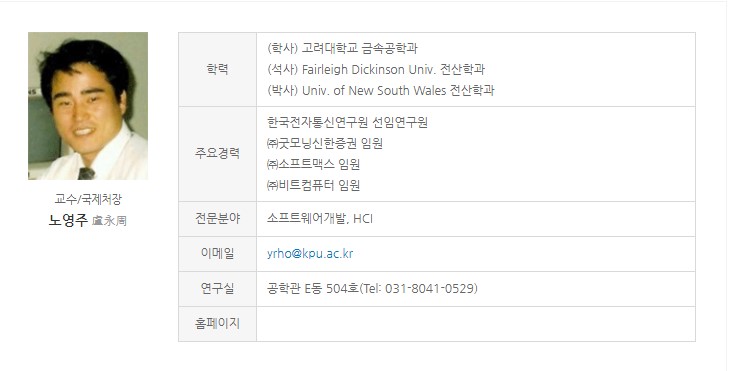 교수/국제처장
노영주 盧永周
학력
(학사) 고려대학교 금속공학과
(석사) Fairleigh Dickinson Univ. 전산학과
(박사) Univ. of New South Wales 전산학과
주요경력
한국전자통신연구원 선임연구원
㈜굿모닝신한증권 임원
㈜소프트맥스 임원
㈜비트컴퓨터 임원
전문분야
소프트웨어개발, HCI
이메일
yrho@kpu.ac.kr
연구실
공학관 E동 504호(Tel: 031-8041-0529)
홈페이지